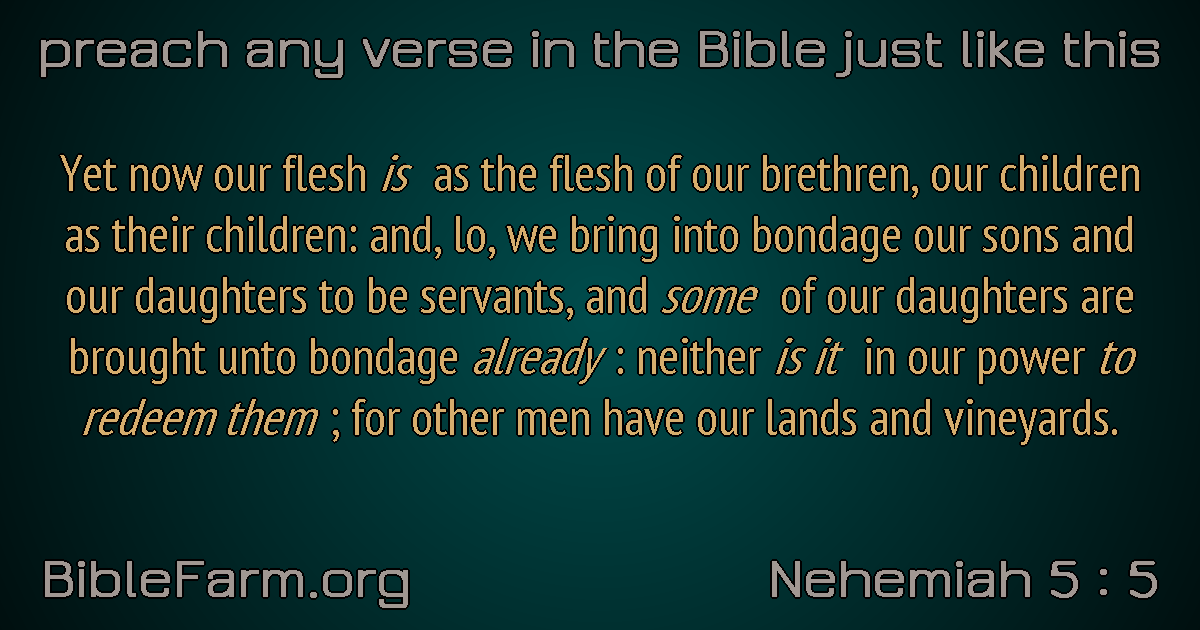 preach any verse in the Bible just like this
Yet now our flesh is as the flesh of our brethren, our children
as their children: and, lo, we bring into bondage our sons and
our daughters to be servants, and some of our daughters are
brought unto bondage already : neither is it in our power to
redeem them ; for other men have our lands and vineyards.
BibleFarm.org
Nehemiah 5 : 5